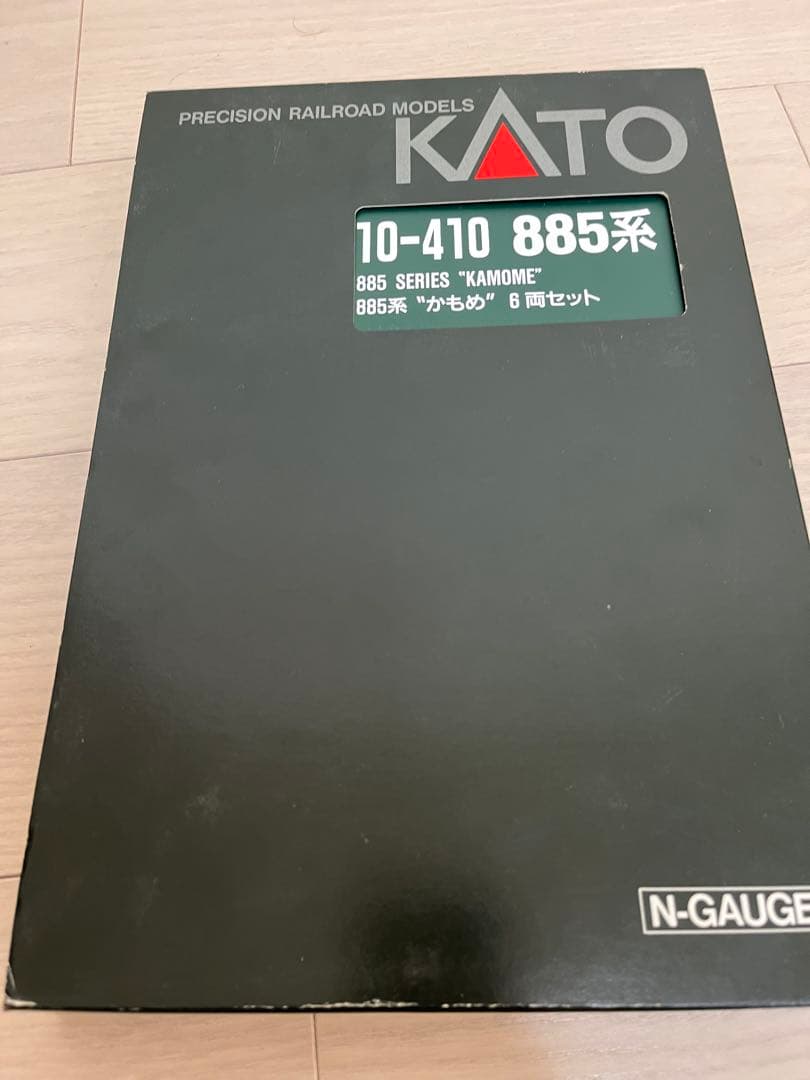 PRECISION RAILROAD MODELS
KATO
10-410 885系
885 SERIES "KAMOME"
885系 "かもめ" 6両セット
N-GAUGE